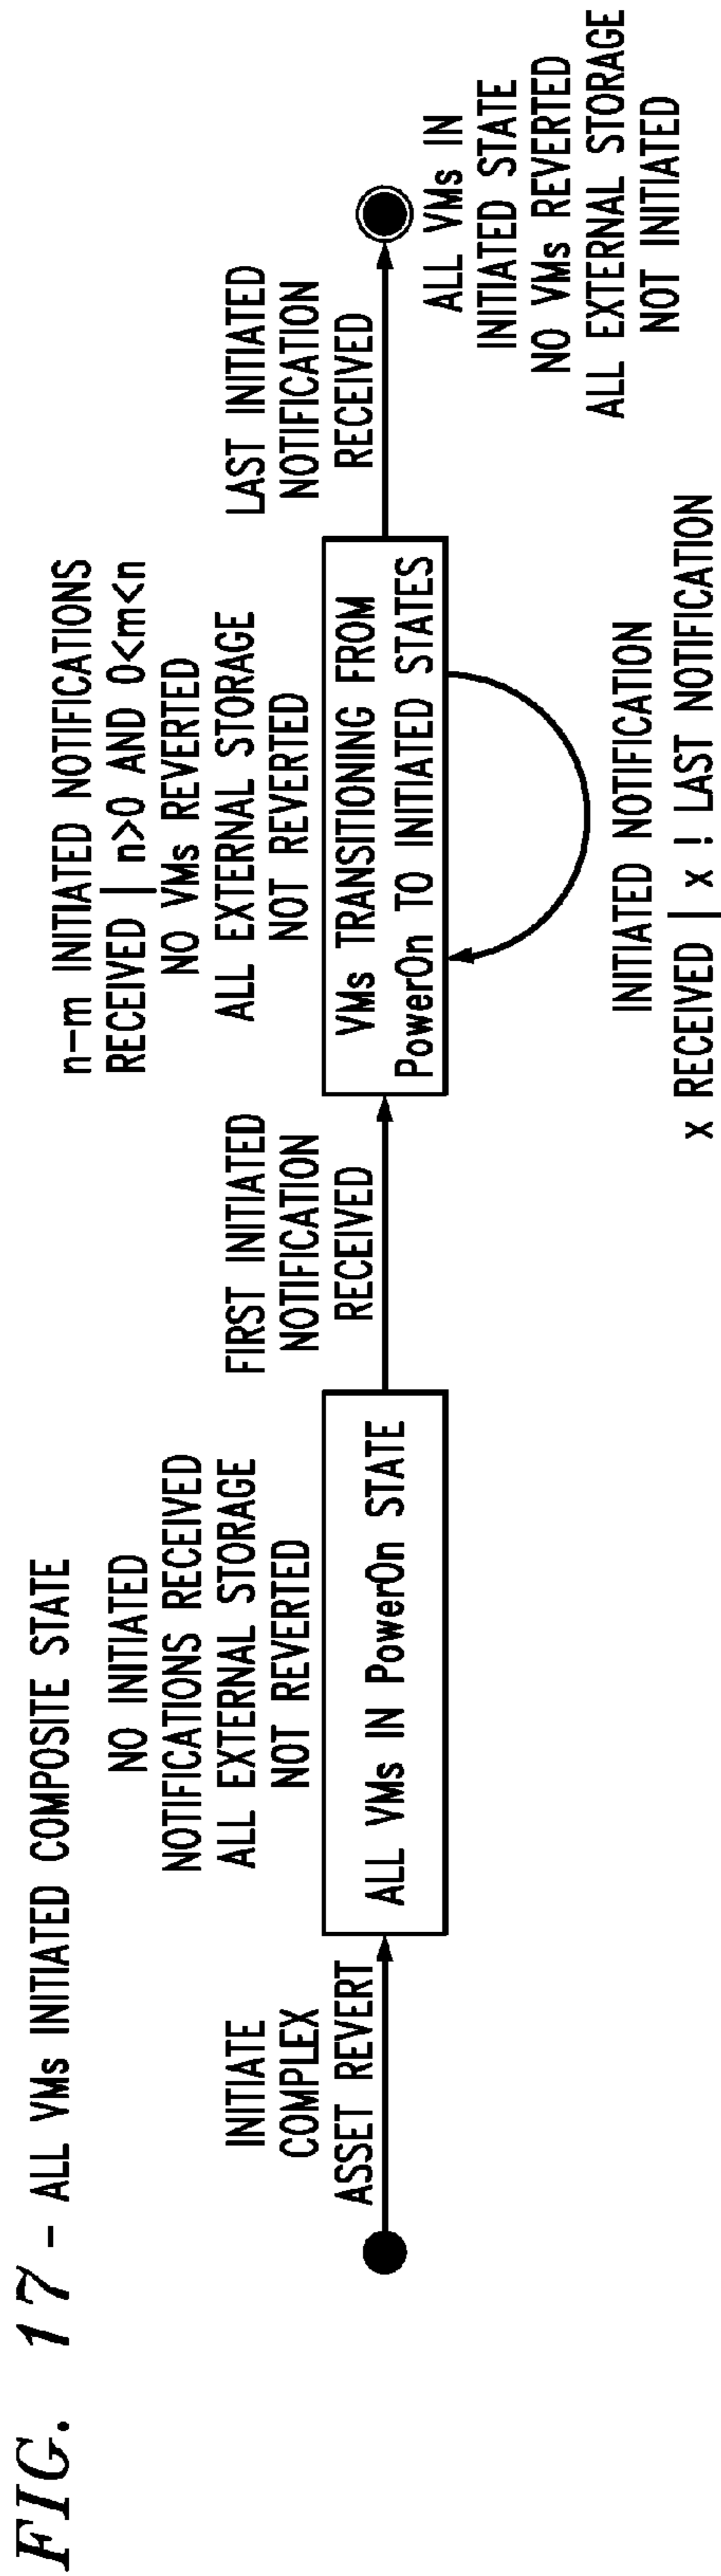 FIG. 17 - ALL VMs INITIATED COMPOSITE STATE
INITIATE
COMPLEX
ASSET REVERT
NO INITIATED
NOTIFICATIONS RECEIVED
ALL EXTERNAL STORAGE
NOT REVERTED
ALL VMs IN PowerOn STATE
FIRST INITIATED
NOTIFICATION
RECEIVED
n-m INITIATED NOTIFICATIONS
RECEIVED | n>0 AND 0<m<n
NO VMs REVERTED
ALL EXTERNAL STORAGE
NOT REVERTED
VMs TRANSITIONING FROM
PowerOn TO INITIATED STATES
INITIATED NOTIFICATION
x RECEIVED | x ! LAST NOTIFICATION
LAST INITIATED
NOTIFICATION
RECEIVED
ALL VMs IN
INITIATED STATE
NO VMs REVERTED
ALL EXTERNAL STORAGE
NOT INITIATED